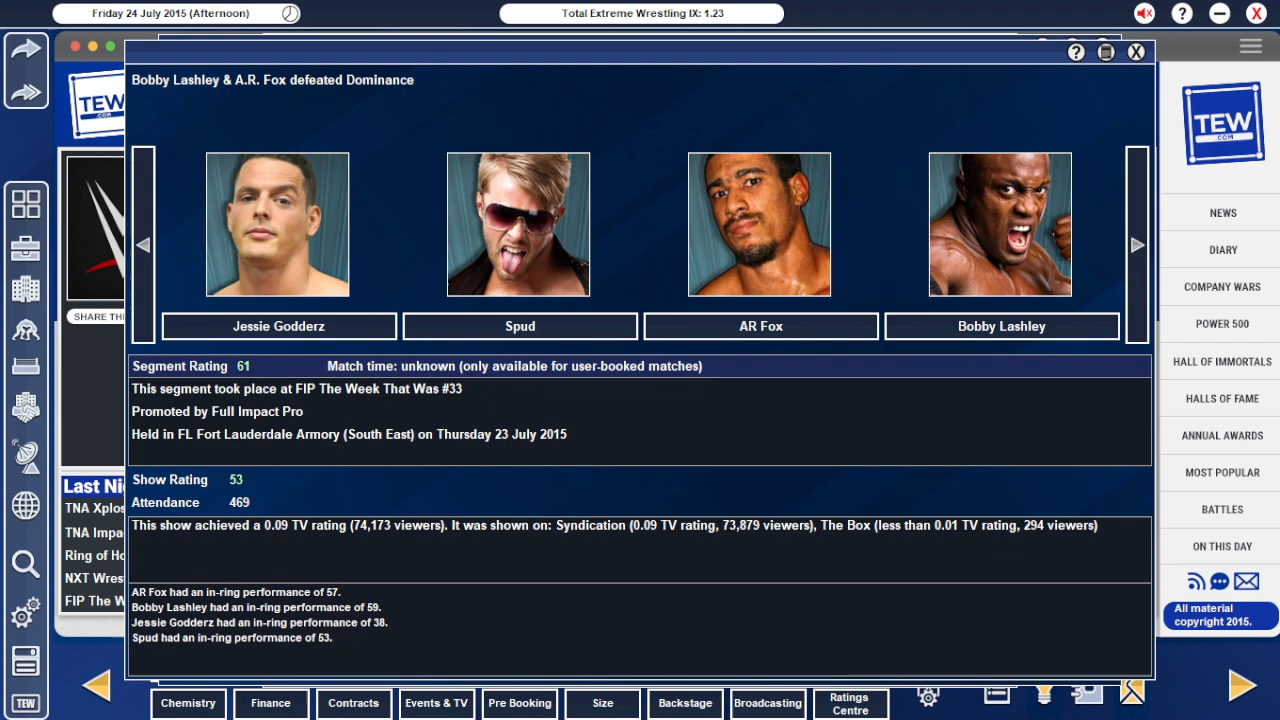 Friday 24 July 2015 (Afternoon)
Total Extreme Wrestling IX: 1.23
Bobby Lashley & A.R. Fox defeated Dominance
TEW
TEW
.COM
Jessie Godderz
Spud
AR Fox
Bobby Lashley
SHARE THI
Segment Rating 61 Match time: unknown (only available for user-booked matches)
This segment took place at FIP The Week That Was #33
Promoted by Full Impact Pro
Held in FL Fort Lauderdale Armory (South East) on Thursday 23 July 2015
Show Rating 53
Attendance 469
This show achieved a 0.09 TV rating (74,173 viewers). It was shown on: Syndication (0.09 TV rating, 73,879 viewers), The Box (less than 0.01 TV rating, 294 viewers)
AR Fox had an in-ring performance of 57.
Bobby Lashley had an in-ring performance of 59.
Jessie Godderz had an in-ring performance of 38.
Spud had an in-ring performance of 53.
Last Ni
TNA Xplos
TNA Impa
Ring of Ho
NXT Wres
FIP The W
NEWS
DIARY
COMPANY WARS
POWER 500
HALL OF IMMORTALS
HALLS OF FAME
ANNUAL AWARDS
MOST POPULAR
BATTLES
ON THIS DAY
All material
copyright 2015.
TEW
Chemistry
Finance
Contracts
Events & TV
Pre Booking
Size
Backstage
Broadcasting
Ratings
Centre